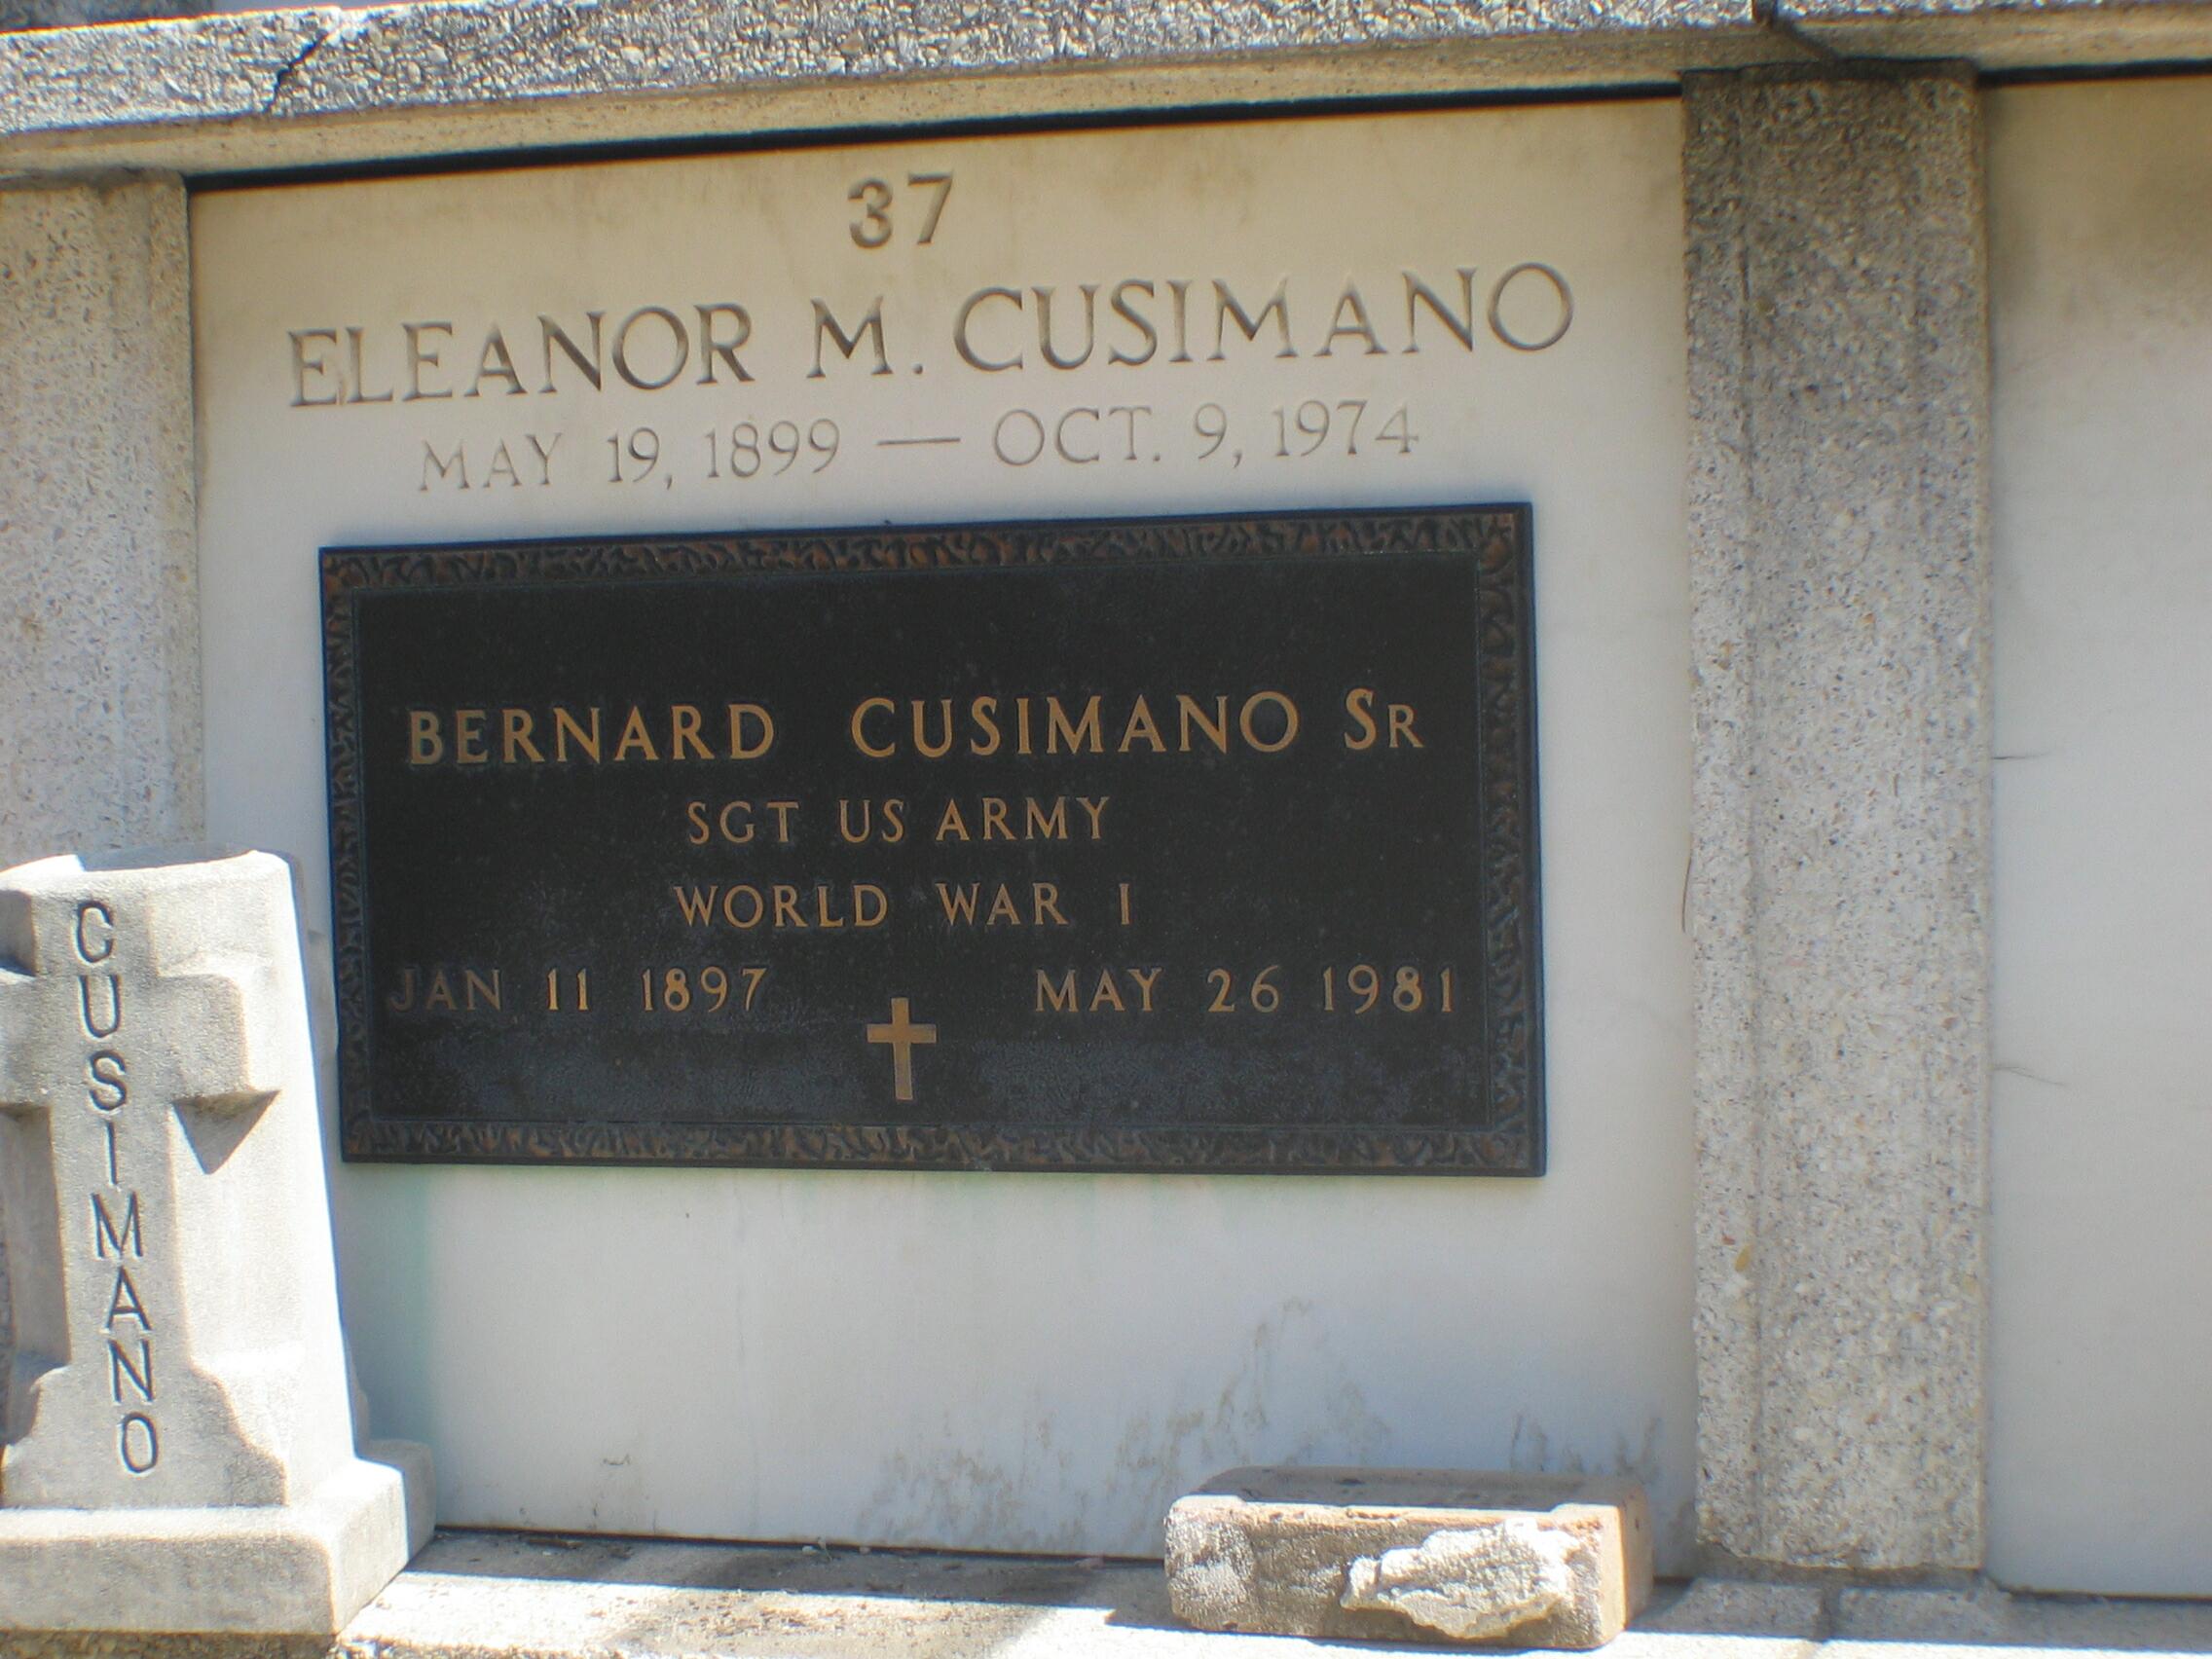 37
ELEANOR M. CUSIMANO
MAY 19, 1899 — OCT. 9, 1974
BERNARD CUSIMANO SR
SGT US ARMY
WORLD WAR I
JAN 11 1897 MAY 26 1981
CUSIMANO